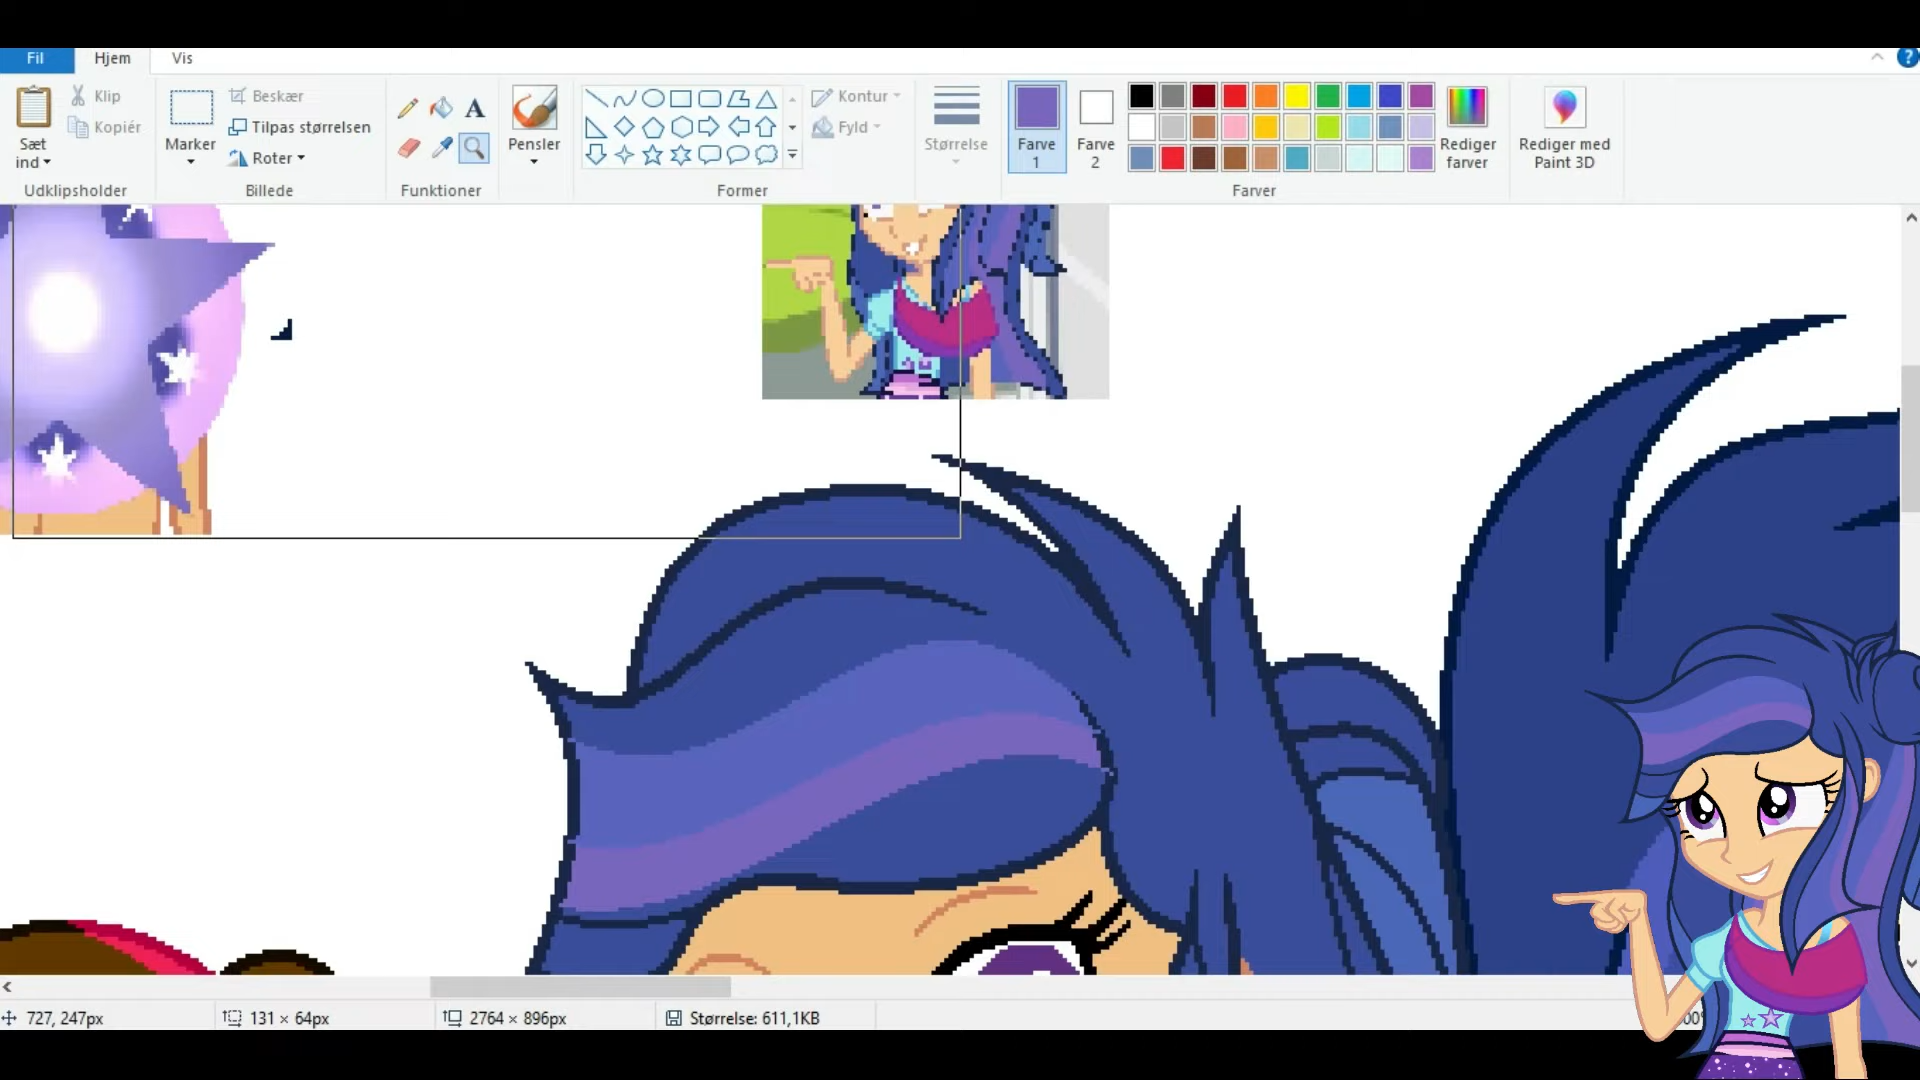 Fil Hjem Vis
Sæt ind
Klip
Kopiér
Udklipsholder
Marker
Beskær
Tilpas størrelsen
Roter
Billede
A
Funktioner
Pensler
Former
Kontur
Fyld
Størrelse
Farve 1
Farve 2
Farver
Rediger farver
Rediger med Paint 3D
727, 247px
131 × 64px
2764 × 896px
Størrelse: 611,1KB